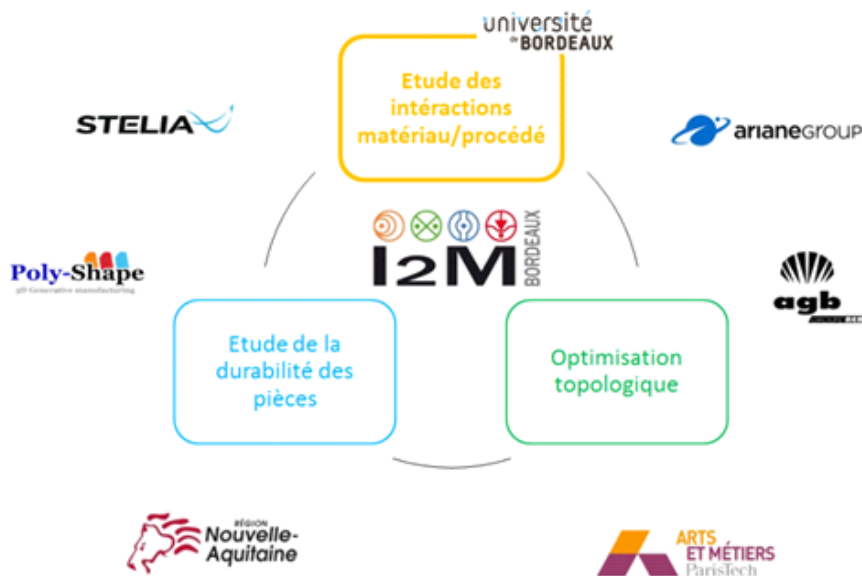 université
de BORDEAUX
Etude des
intéractions
matériau/procédé
STELIA
arianeGROUP
I2M
BORDEAUX
Poly-Shape
3D Generative manufacturing
agb
GROUPE
Etude de la
durabilité des
pièces
Optimisation
topologique
RÉGION
Nouvelle-
Aquitaine
ARTS
ET MÉTIERS
ParisTech